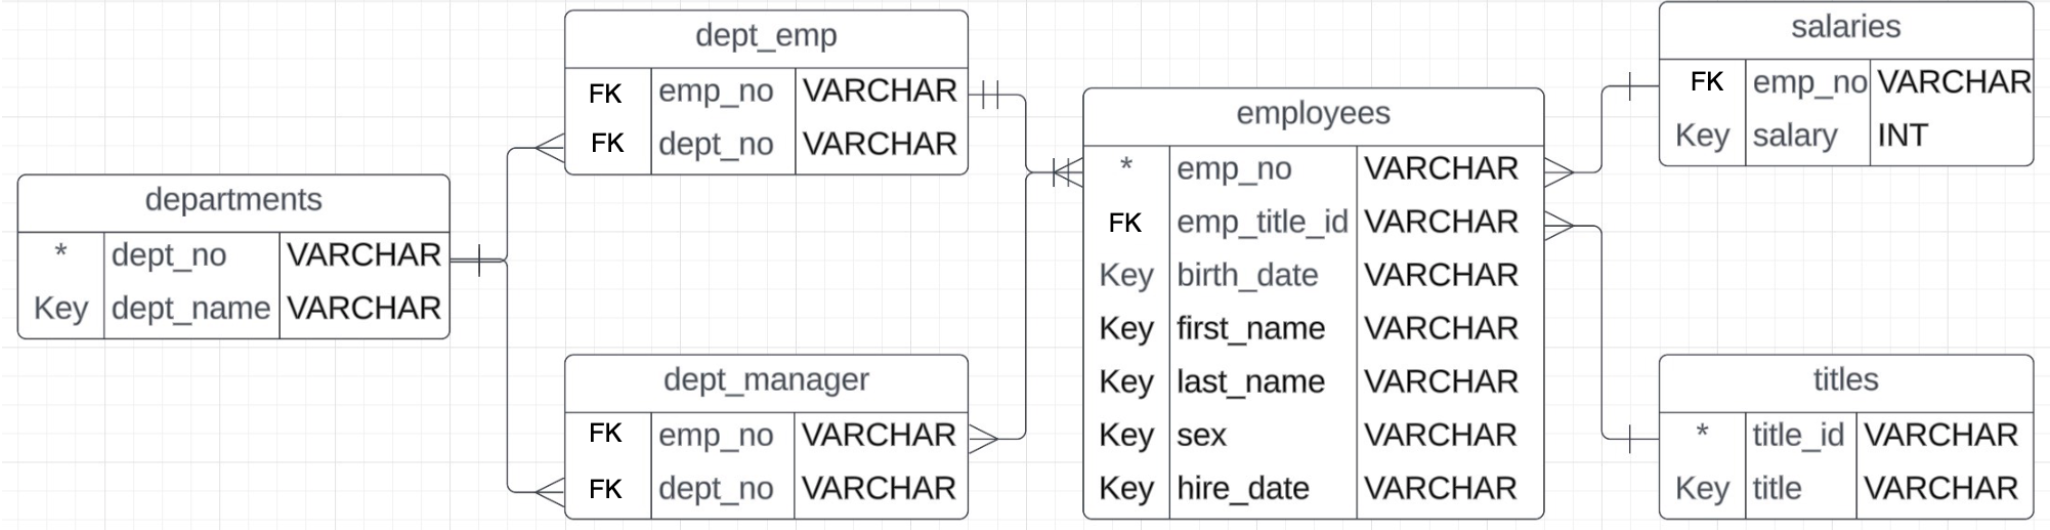 departments
* dept_no VARCHAR
Key dept_name VARCHAR
dept_emp
FK emp_no VARCHAR
FK dept_no VARCHAR
dept_manager
FK emp_no VARCHAR
FK dept_no VARCHAR
employees
* emp_no VARCHAR
FK emp_title_id VARCHAR
Key birth_date VARCHAR
Key first_name VARCHAR
Key last_name VARCHAR
Key sex VARCHAR
Key hire_date VARCHAR
salaries
FK emp_no VARCHAR
Key salary INT
titles
* title_id VARCHAR
Key title VARCHAR